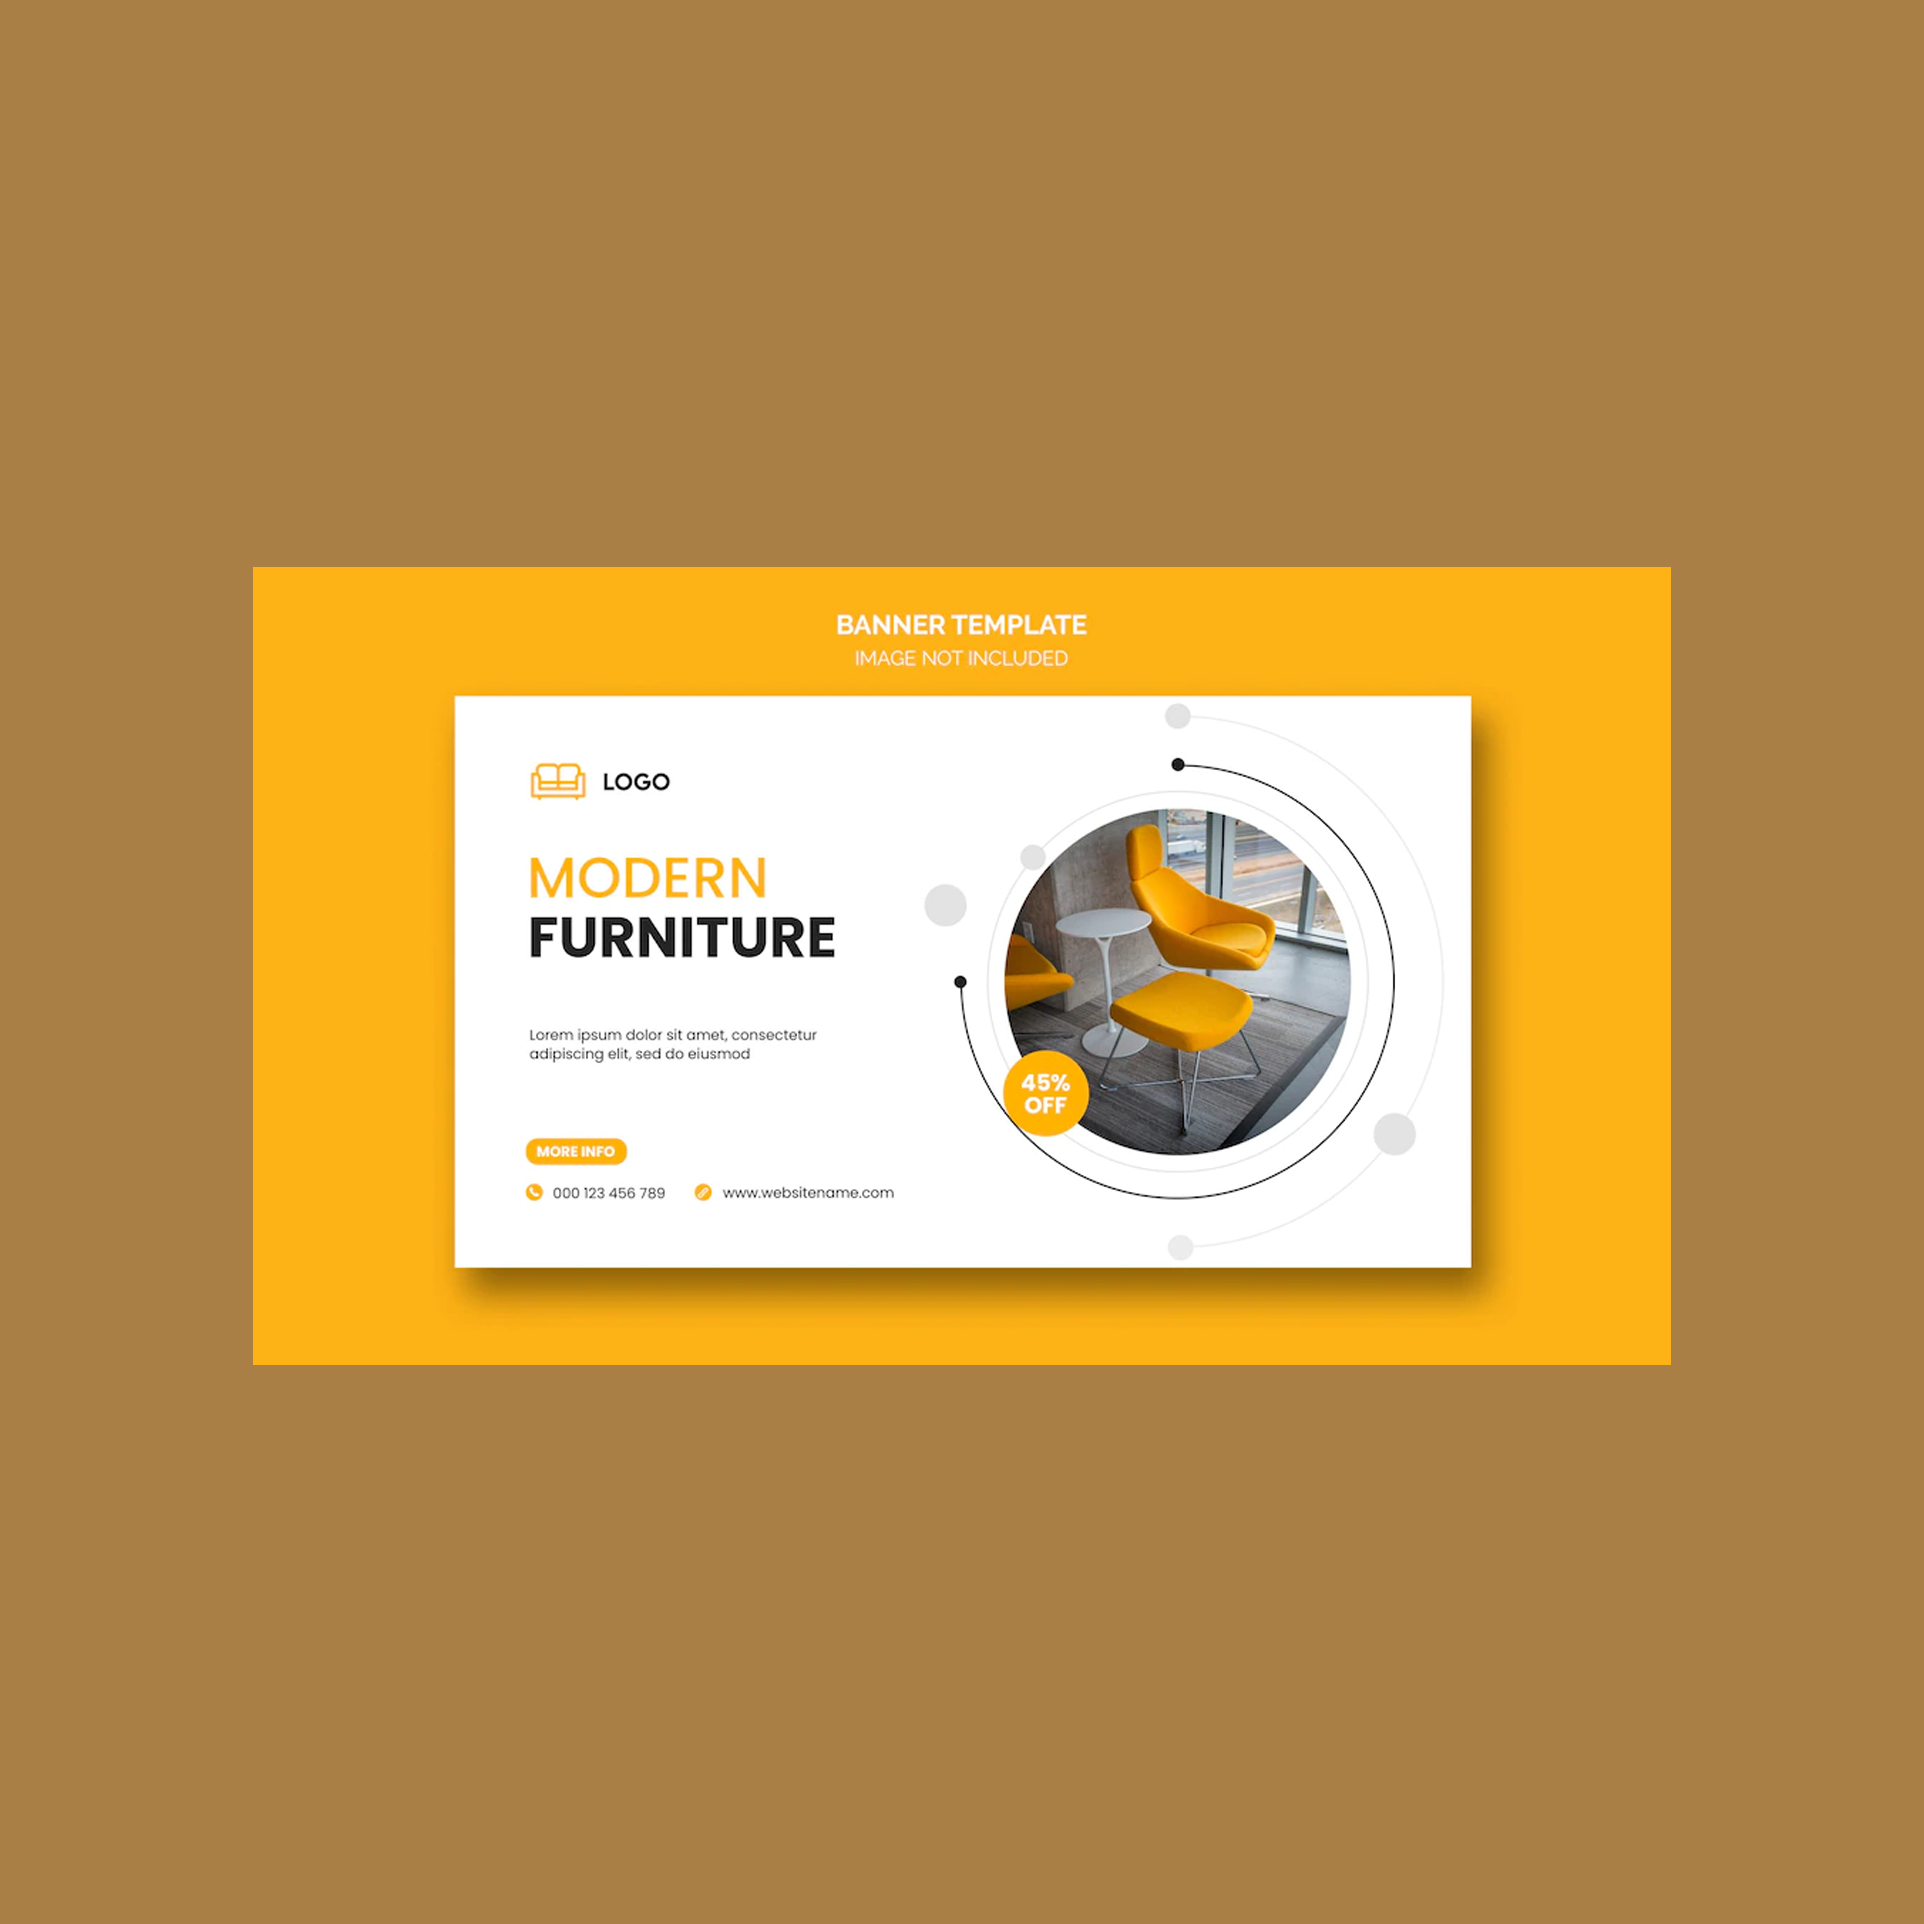 BANNER TEMPLATE
IMAGE NOT INCLUDED
LOGO
MODERN
FURNITURE
Lorem ipsum dolor sit amet, consectetur
adipiscing elit, sed do eiusmod
45%
OFF
MORE INFO
000 123 456 789
www.websitename.com